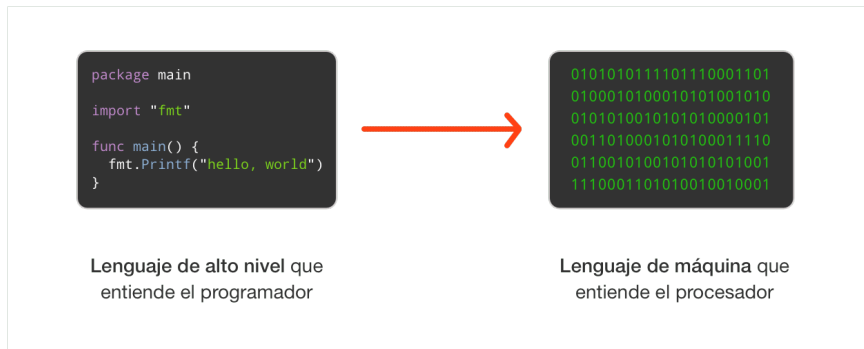 package main
import "fmt"
func main() {
fmt.Printf("hello, world")
}
Lenguaje de alto nivel que
entiende el programador
0101010111101110001101
0100010100010101001010
0101010010101010000101
0011010001010100011110
0110010100101010101001
1110001101010010010001
Lenguaje de máquina que
entiende el procesador